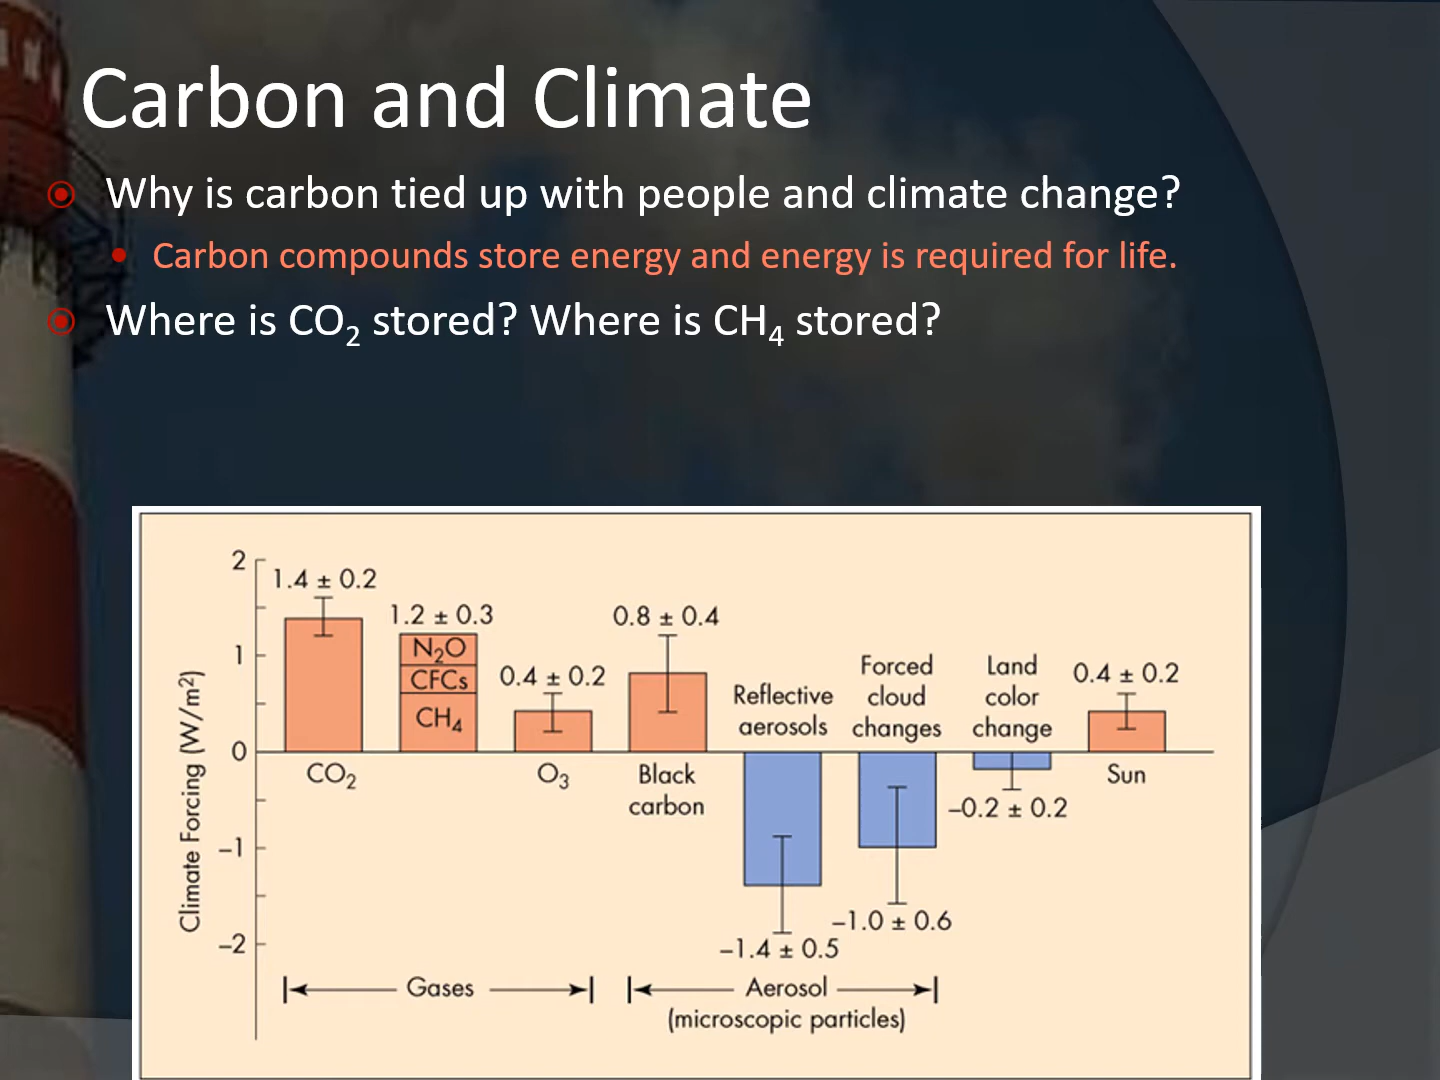 Carbon and Climate
Why is carbon tied up with people and climate change?
Carbon compounds store energy and energy is required for life.
Where is CO₂ stored? Where is CH₄ stored?
Climate Forcing (W/m²)
2
1
0
–1
–2
1.4 ± 0.2
CO₂
1.2 ± 0.3
N₂O
CFCs
CH₄
0.4 ± 0.2
O₃
0.8 ± 0.4
Black
carbon
Reflective
aerosols
–1.4 ± 0.5
Forced
cloud
changes
–1.0 ± 0.6
Land
color
change
–0.2 ± 0.2
0.4 ± 0.2
Sun
Gases
Aerosol
(microscopic particles)